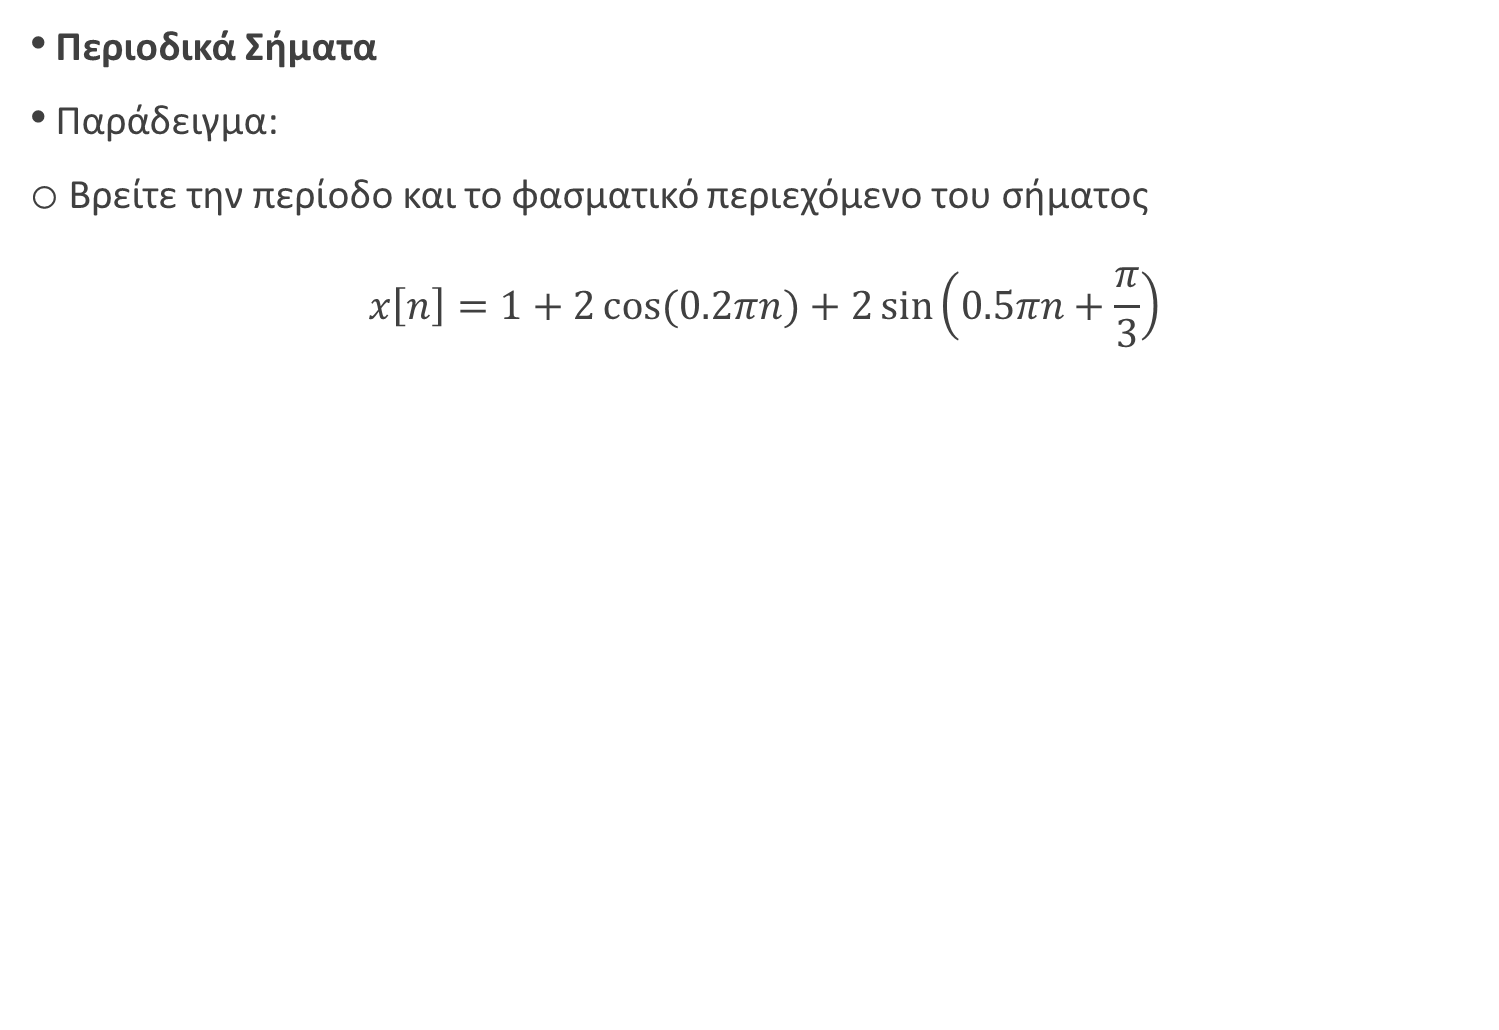 • Περιοδικά Σήματα
• Παράδειγμα:
○ Βρείτε την περίοδο και το φασματικό περιεχόμενο του σήματος
x[n] = 1 + 2 cos(0.2πn) + 2 sin(0.5πn + π/3)